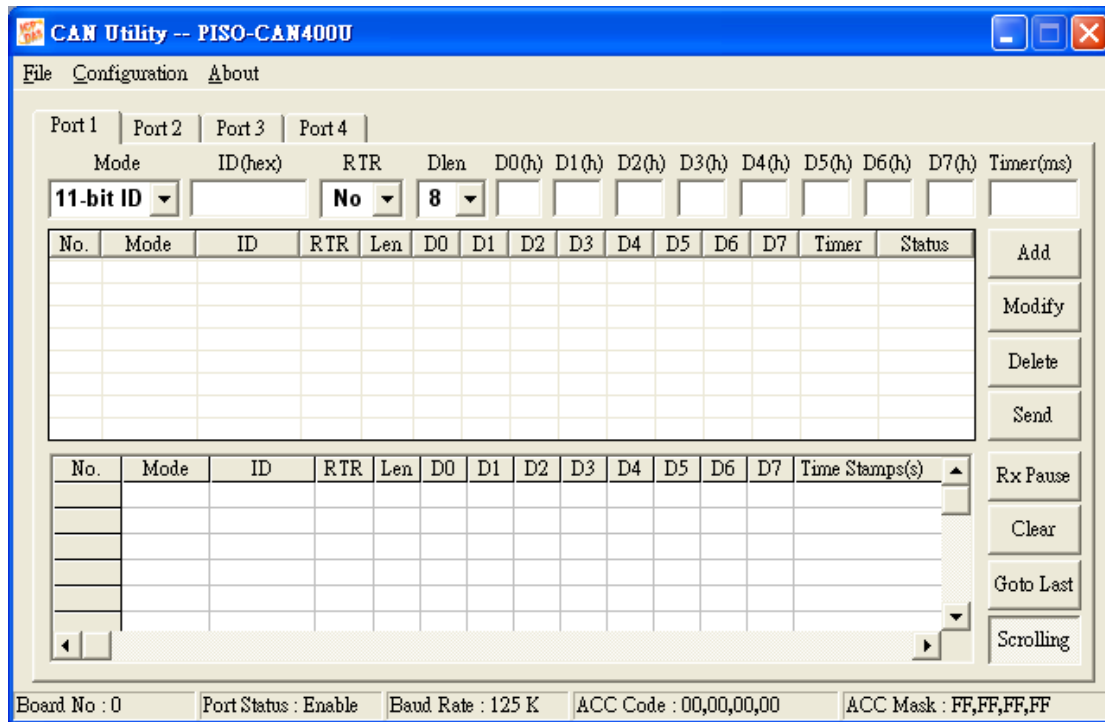 CAN Utility -- PISO-CAN400U
File Configuration About
Port 1 Port 2 Port 3 Port 4
Mode ID(hex) RTR Dlen D0(h) D1(h) D2(h) D3(h) D4(h) D5(h) D6(h) D7(h) Timer(ms)
11-bit ID No 8
No. Mode ID RTR Len D0 D1 D2 D3 D4 D5 D6 D7 Timer Status
Add
Modify
Delete
Send
No. Mode ID RTR Len D0 D1 D2 D3 D4 D5 D6 D7 Time Stamps(s)
Rx Pause
Clear
Goto Last
Scrolling
Board No : 0 Port Status : Enable Baud Rate : 125 K ACC Code : 00,00,00,00 ACC Mask : FF,FF,FF,FF